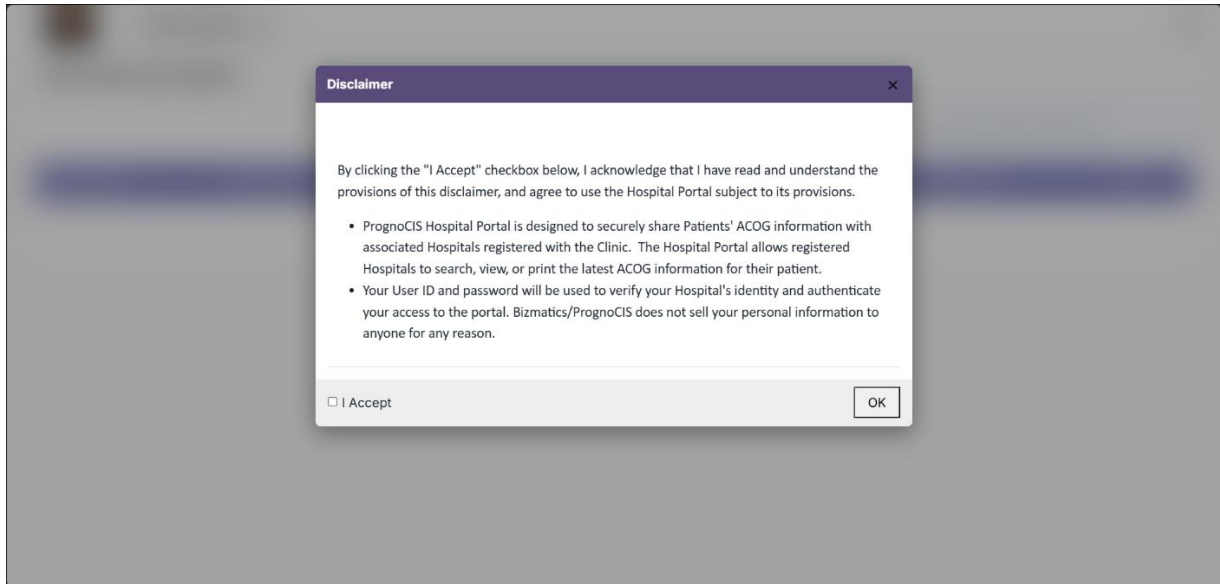 Disclaimer ×
By clicking the "I Accept" checkbox below, I acknowledge that I have read and understand the
provisions of this disclaimer, and agree to use the Hospital Portal subject to its provisions.
• PrognoCIS Hospital Portal is designed to securely share Patients' ACOG information with
associated Hospitals registered with the Clinic. The Hospital Portal allows registered
Hospitals to search, view, or print the latest ACOG information for their patient.
• Your User ID and password will be used to verify your Hospital's identity and authenticate
your access to the portal. Bizmatics/PrognoCIS does not sell your personal information to
anyone for any reason.
I Accept
OK